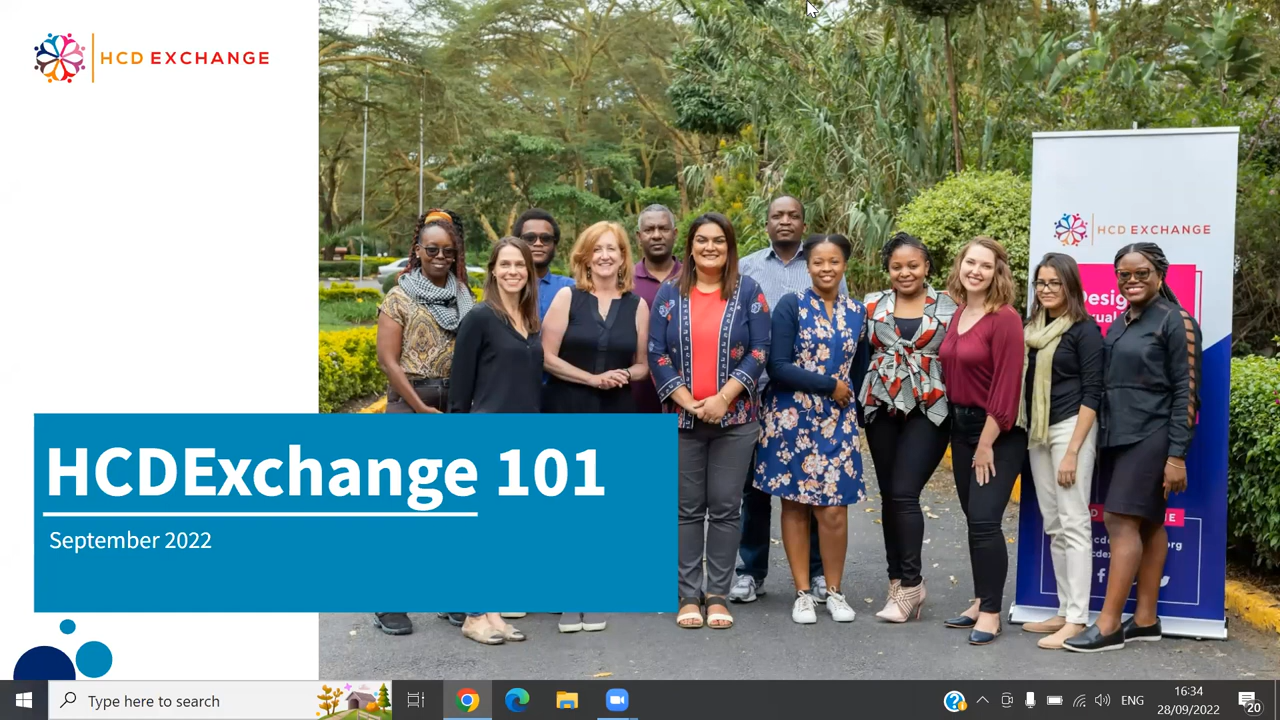 HCD EXCHANGE
HCD EXCHANGE
HCDExchange 101
September 2022
Type here to search
ENG
16:34
28/09/2022
20